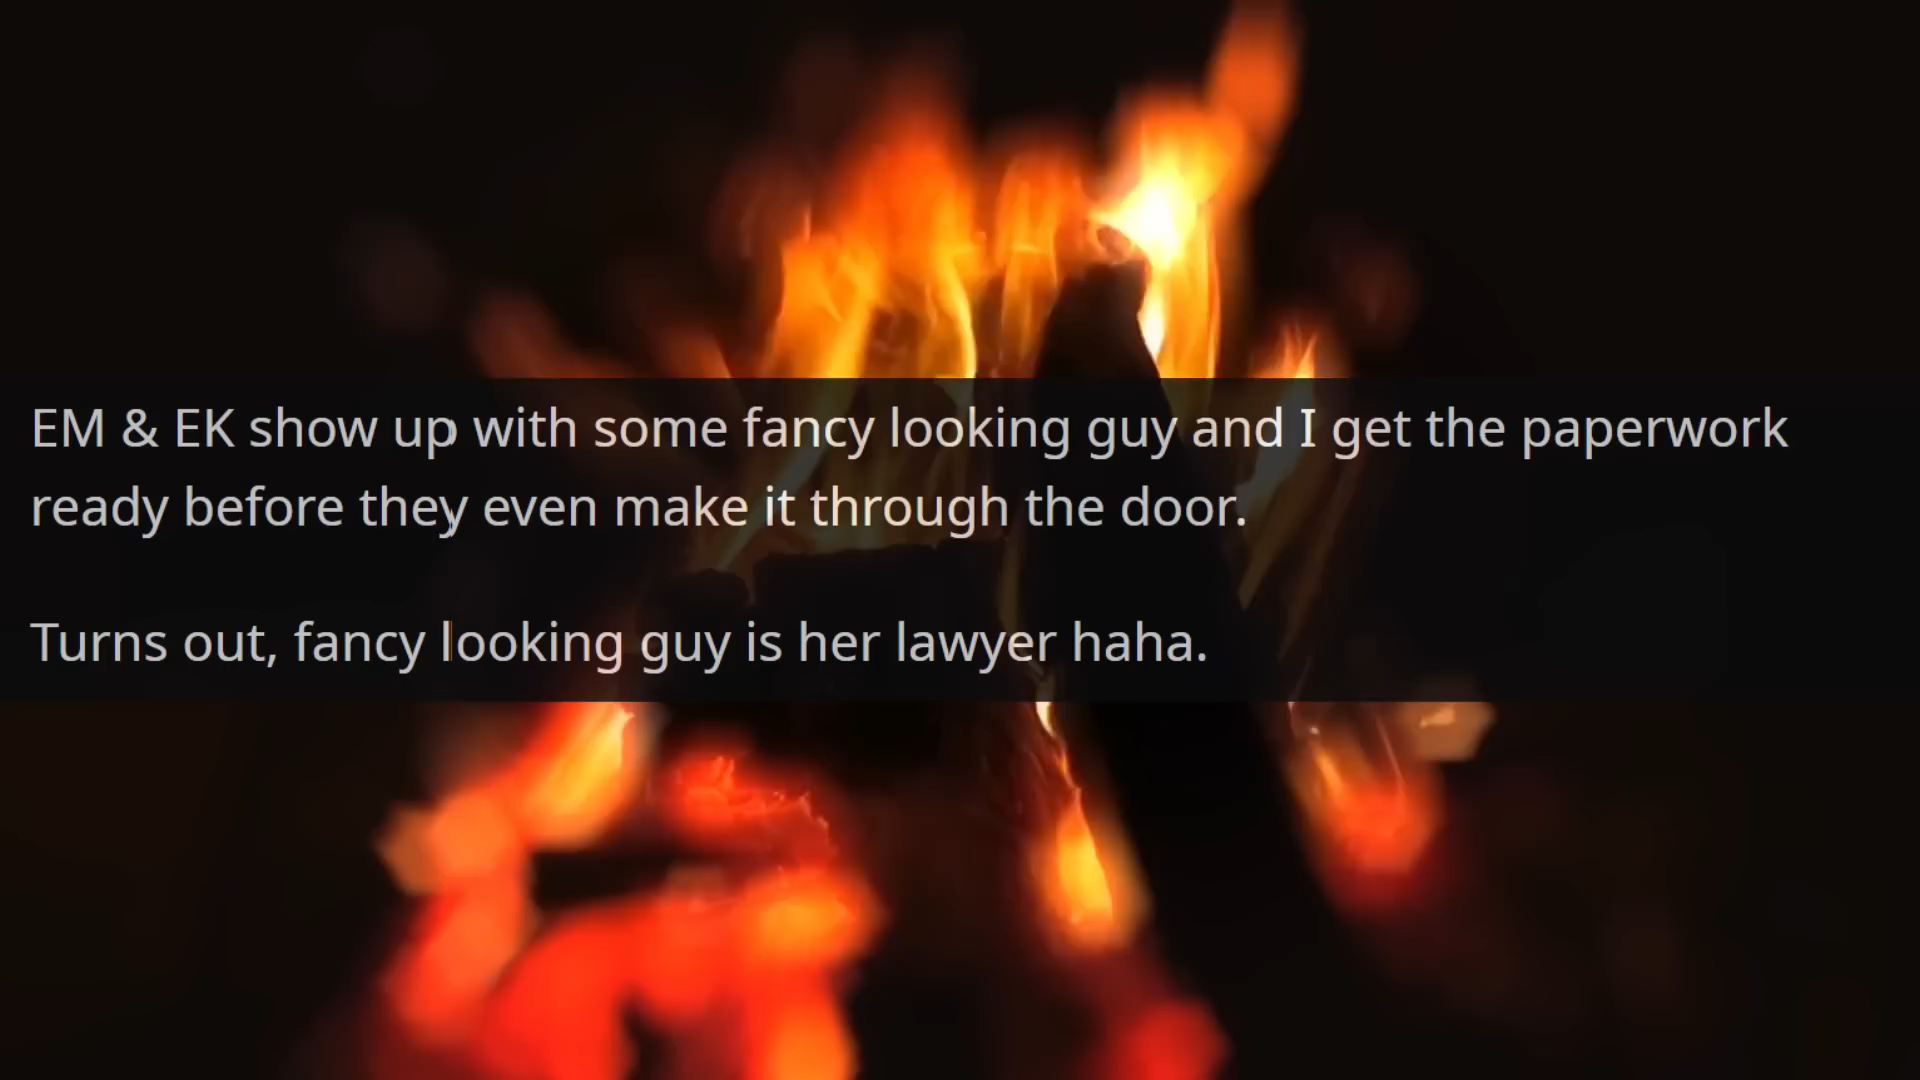 EM & EK show up with some fancy looking guy and I get the paperwork
ready before they even make it through the door.
Turns out, fancy looking guy is her lawyer haha.